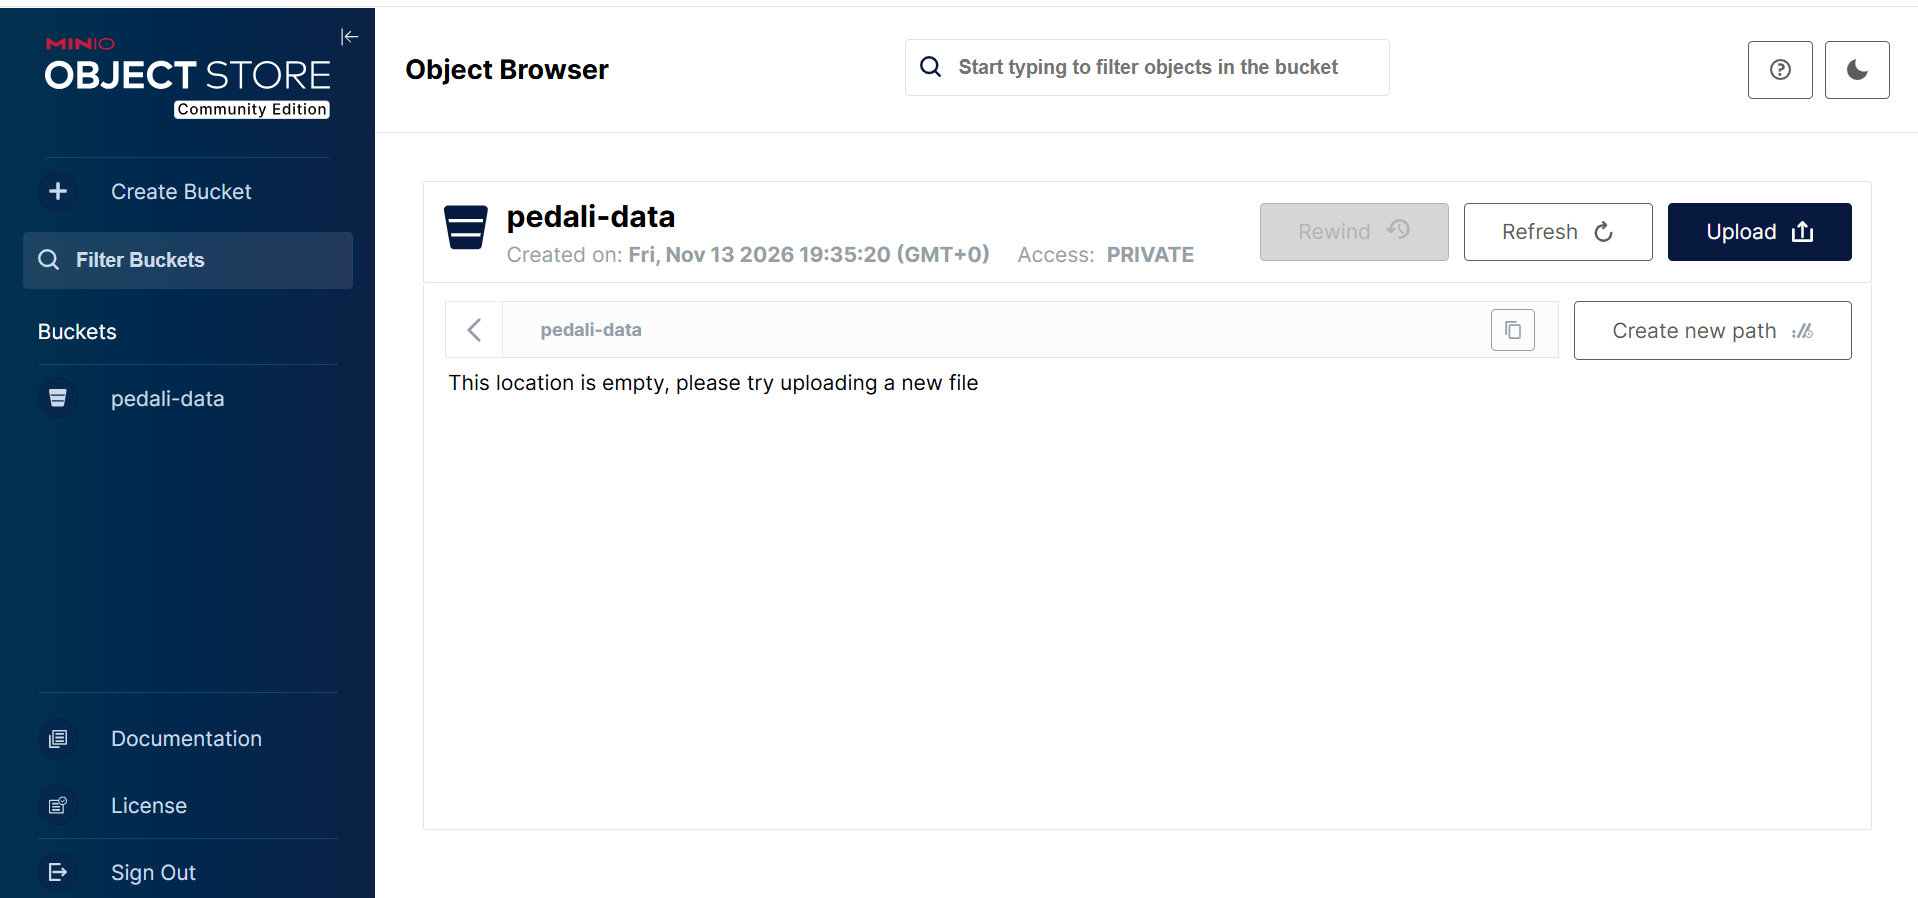 MINIO
OBJECT STORE
Community Edition
Create Bucket
Filter Buckets
Buckets
pedali-data
Documentation
License
Sign Out
Object Browser
Start typing to filter objects in the bucket
pedali-data
Created on: Fri, Nov 13 2026 19:35:20 (GMT+0) Access: PRIVATE
Rewind
Refresh
Upload
pedali-data
Create new path
This location is empty, please try uploading a new file